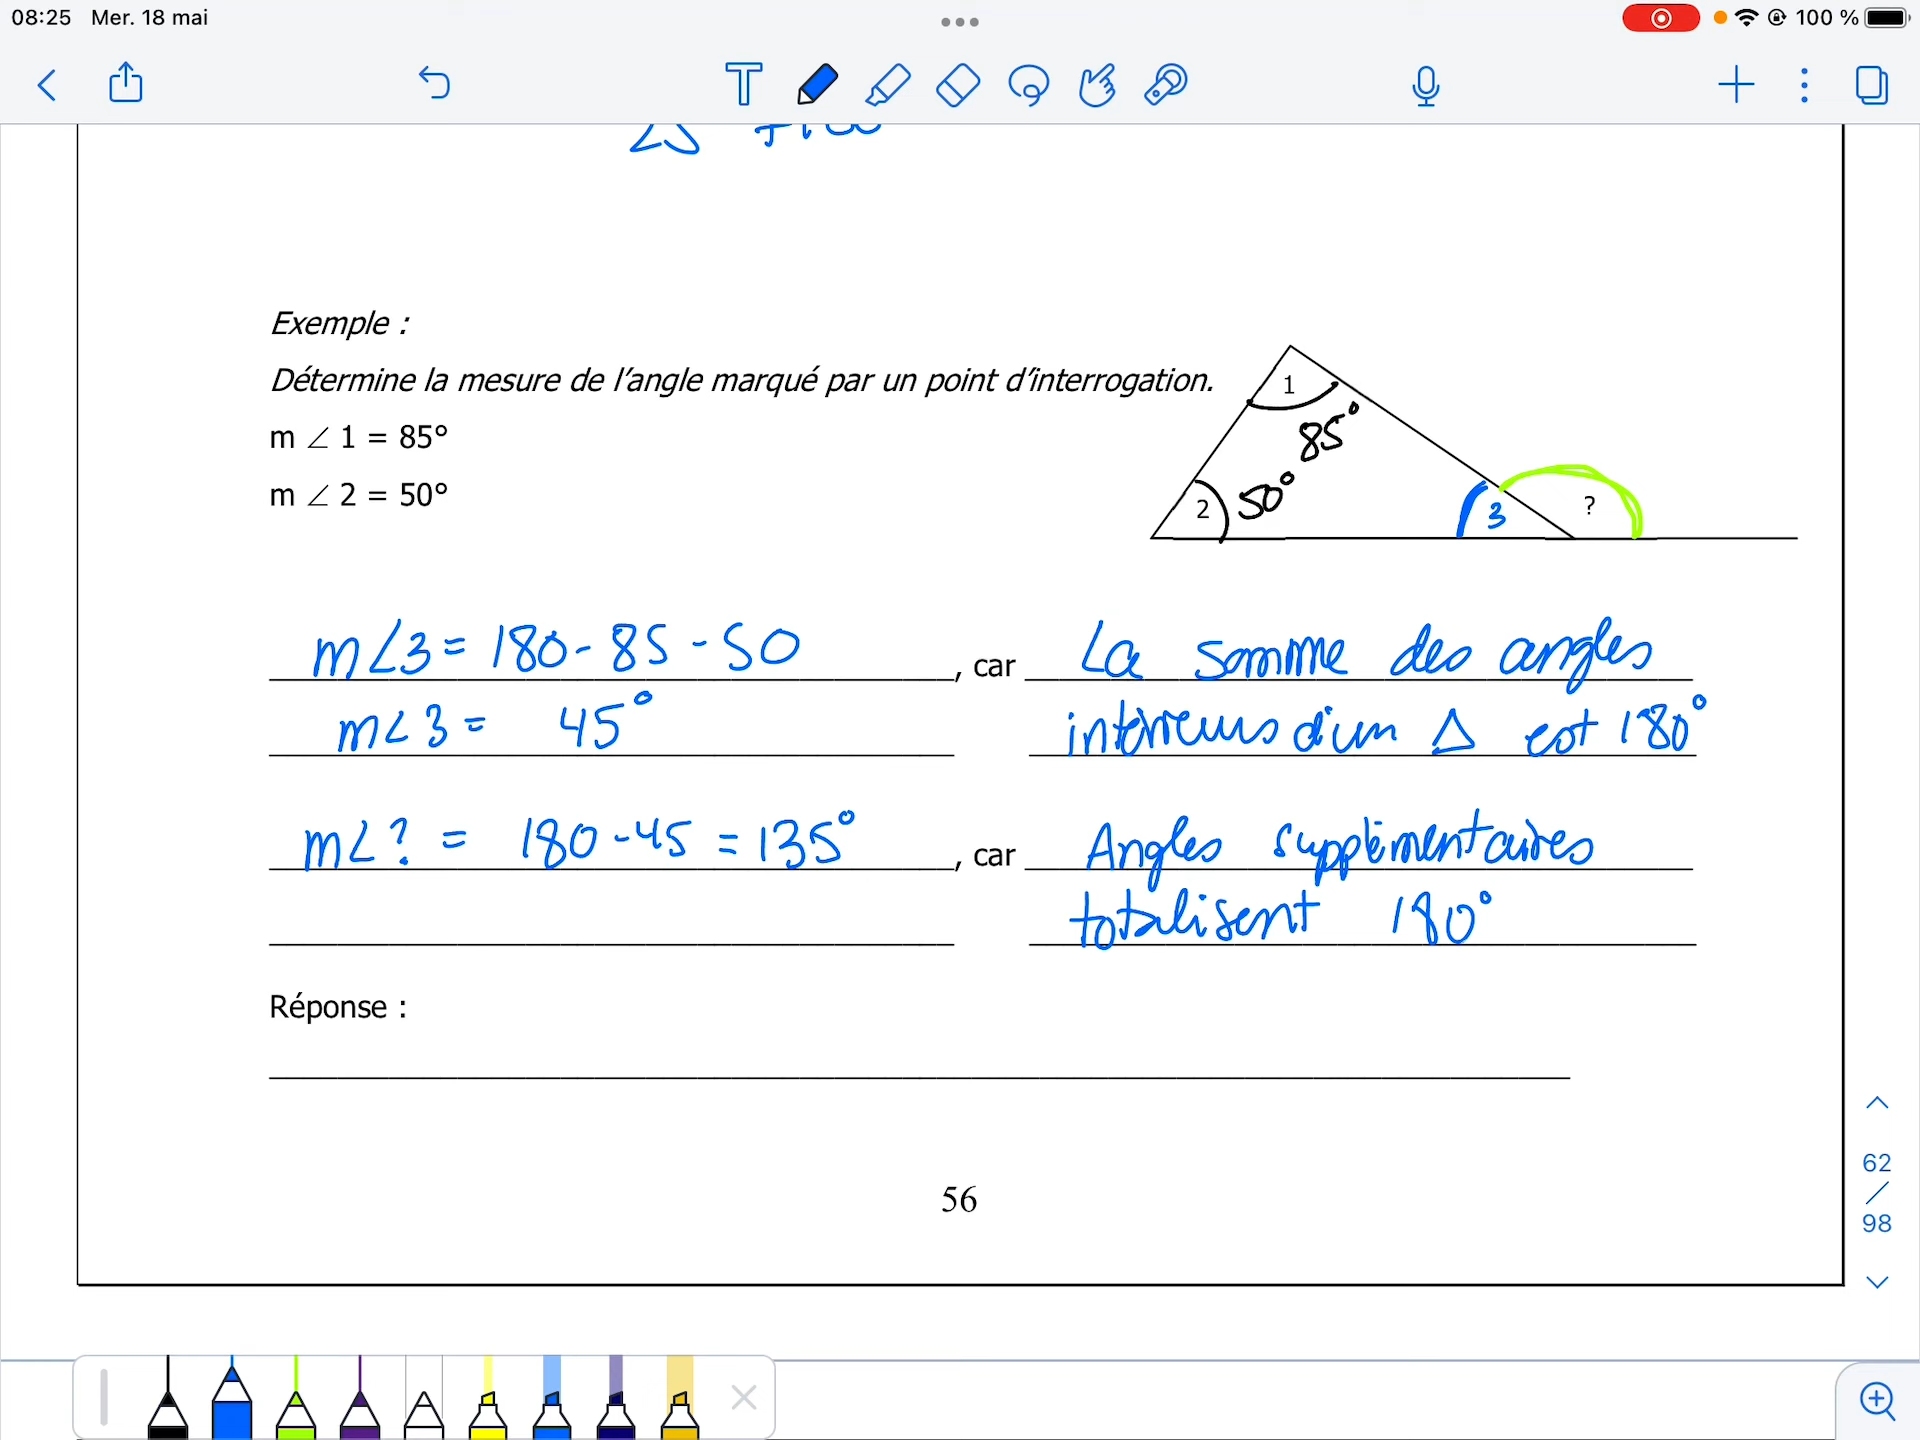 08:25 Mer. 18 mai
100 %
Exemple :
Détermine la mesure de l'angle marqué par un point d'interrogation.
m ∠ 1 = 85°
m ∠ 2 = 50°
1
85°
2 50°
3 ?
m∠3 = 180 - 85 - 50 , car La somme des angles
m∠3 = 45° intérieurs d'un Δ est 180°
m∠? = 180 - 45 = 135° , car Angles supplémentaires
totalisent 180°
Réponse :
56
62
/
98